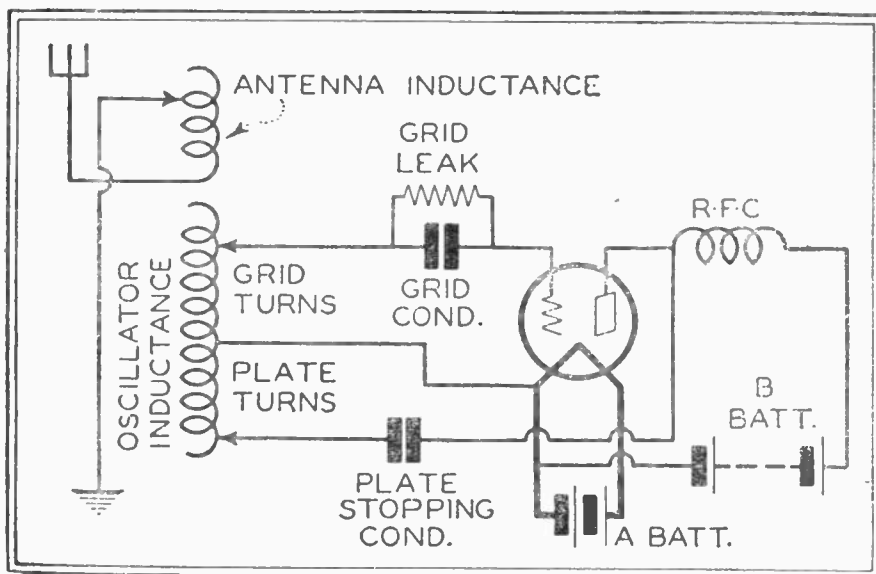 ANTENNA INDUCTANCE
GRID
LEAK
R·F·C
GRID
TURNS
GRID
COND.
OSCILLATOR
INDUCTANCE
PLATE
TURNS
B
BATT.
PLATE
STOPPING
COND.
A BATT.